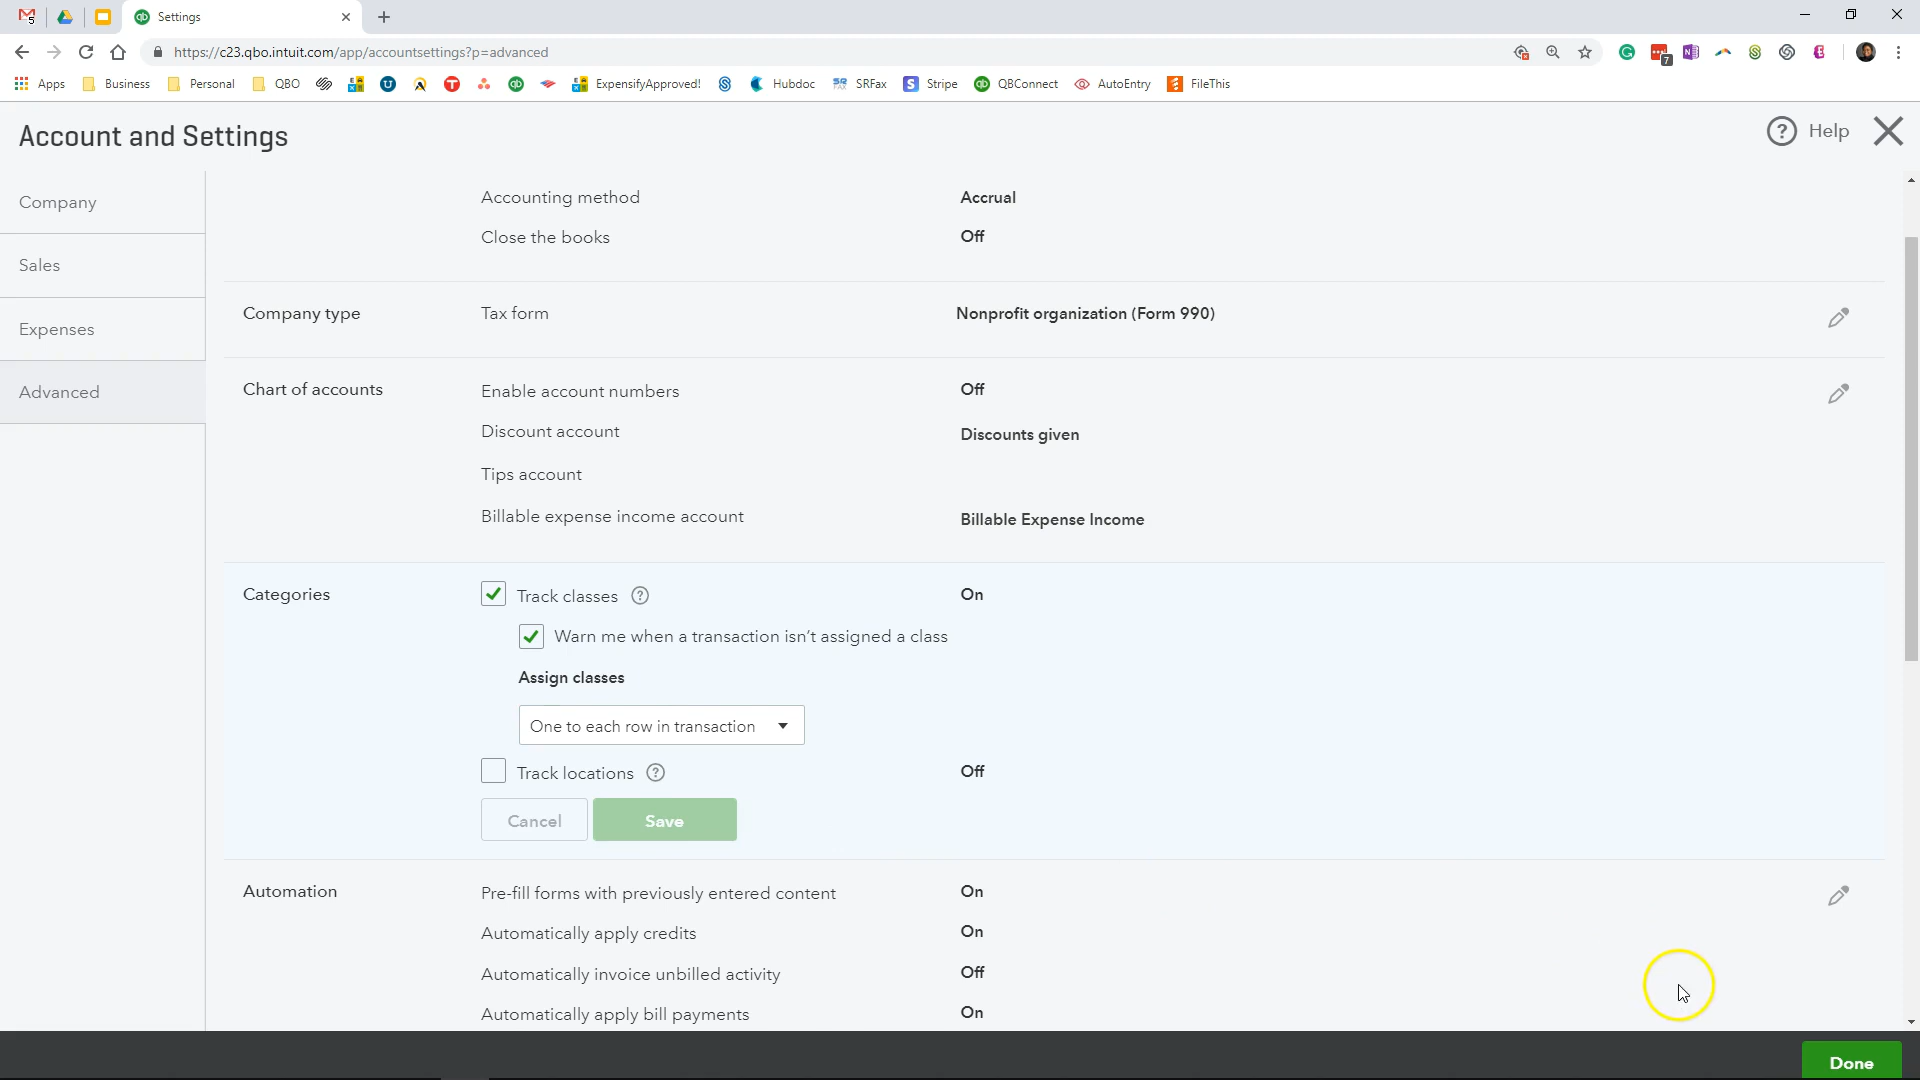 5
Settings
https://c23.qbo.intuit.com/app/accountsettings?p=advanced
7
Apps Business Personal QBO ExpensifyApproved! Hubdoc SRFax Stripe QBConnect AutoEntry FileThis
Account and Settings
? Help
Company
Sales
Expenses
Advanced
Accounting method Accrual
Close the books Off
Company type Tax form Nonprofit organization (Form 990)
Chart of accounts Enable account numbers Off
Discount account Discounts given
Tips account
Billable expense income account Billable Expense Income
Categories Track classes ? On
Warn me when a transaction isn't assigned a class
Assign classes
One to each row in transaction
Track locations ? Off
Cancel Save
Automation Pre-fill forms with previously entered content On
Automatically apply credits On
Automatically invoice unbilled activity Off
Automatically apply bill payments On
Done